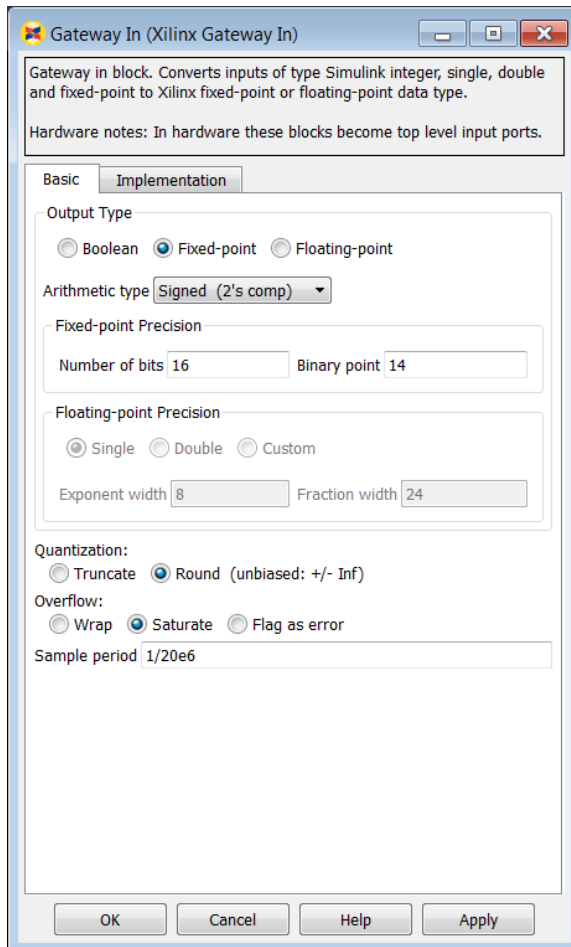 Gateway In (Xilinx Gateway In)
Gateway in block. Converts inputs of type Simulink integer, single, double
and fixed-point to Xilinx fixed-point or floating-point data type.
Hardware notes: In hardware these blocks become top level input ports.
Basic Implementation
Output Type
Boolean Fixed-point Floating-point
Arithmetic type Signed (2's comp)
Fixed-point Precision
Number of bits 16 Binary point 14
Floating-point Precision
Single Double Custom
Exponent width 8 Fraction width 24
Quantization:
Truncate Round (unbiased: +/- Inf)
Overflow:
Wrap Saturate Flag as error
Sample period 1/20e6
OK Cancel Help Apply